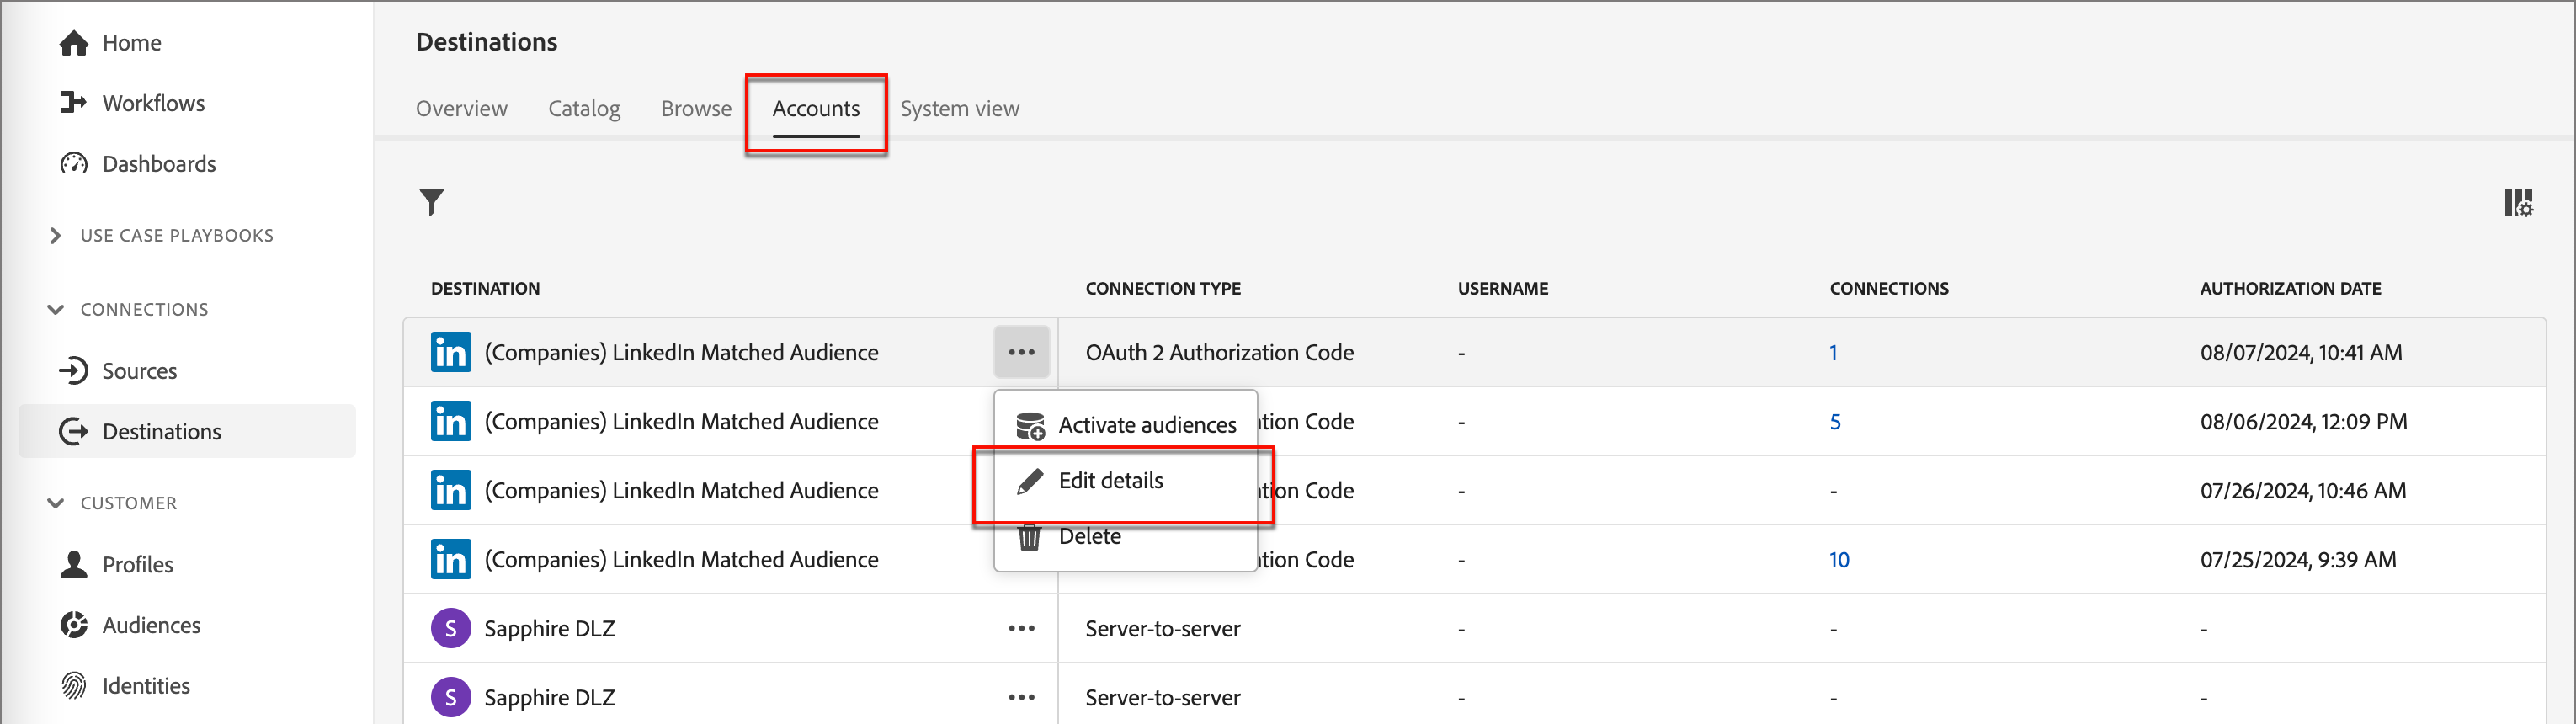 Home
Workflows
Dashboards
USE CASE PLAYBOOKS
CONNECTIONS
Sources
Destinations
CUSTOMER
Profiles
Audiences
Identities
Destinations
Overview Catalog Browse Accounts System view
DESTINATION CONNECTION TYPE USERNAME CONNECTIONS AUTHORIZATION DATE
in (Companies) LinkedIn Matched Audience ••• OAuth 2 Authorization Code - 1 08/07/2024, 10:41 AM
in (Companies) LinkedIn Matched Audience Code - 5 08/06/2024, 12:09 PM
in (Companies) LinkedIn Matched Audience Code - - 07/26/2024, 10:46 AM
in (Companies) LinkedIn Matched Audience Code - 10 07/25/2024, 9:39 AM
S Sapphire DLZ ••• Server-to-server - - -
S Sapphire DLZ ••• Server-to-server - - -
Activate audiences
Edit details
Delete